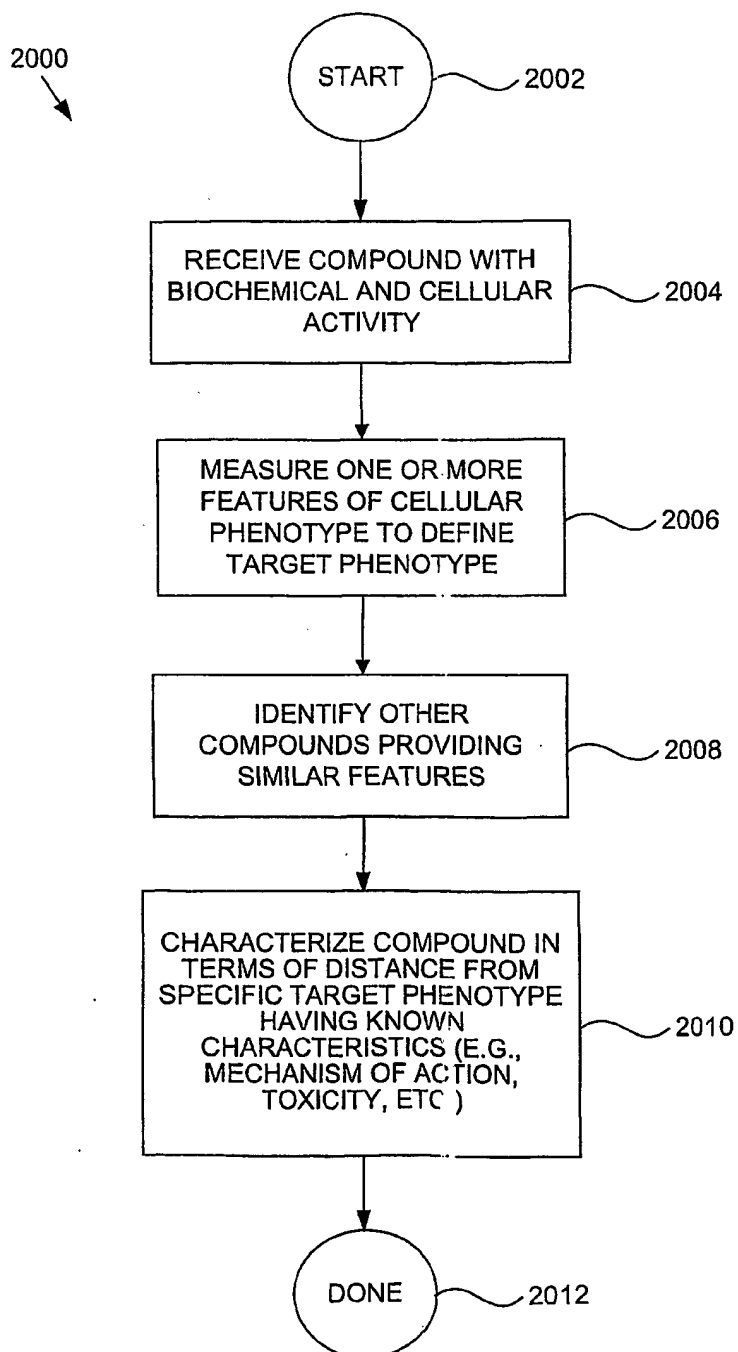 2000
START
2002
RECEIVE COMPOUND WITH
BIOCHEMICAL AND CELLULAR
ACTIVITY
2004
MEASURE ONE OR MORE
FEATURES OF CELLULAR
PHENOTYPE TO DEFINE
TARGET PHENOTYPE
2006
IDENTIFY OTHER
COMPOUNDS PROVIDING
SIMILAR FEATURES
2008
CHARACTERIZE COMPOUND IN
TERMS OF DISTANCE FROM
SPECIFIC TARGET PHENOTYPE
HAVING KNOWN
CHARACTERISTICS (E.G.,
MECHANISM OF ACTION,
TOXICITY, ETC )
2010
DONE
2012